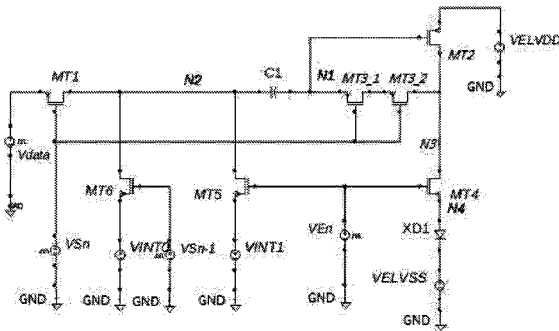 MT2
VELVDD
GND
MT1
N2
C1
N1
MT3_1
MT3_2
N3
Vdata
MT6
MT5
MT4
N4
VSn
VINT0
VSn-1
VINT1
VEn
XD1
VELVSS
GND
GND
GND
GND
GND
GND